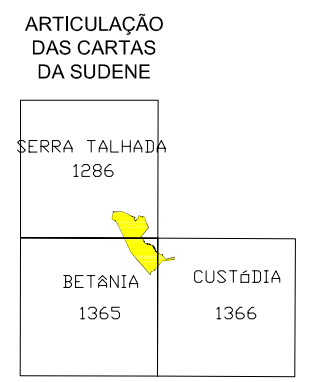 ARTICULAÇÃO
DAS CARTAS
DA SUDENE
SERRA TALHADA
1286
BETÂNIA
1365
CUSTÓDIA
1366